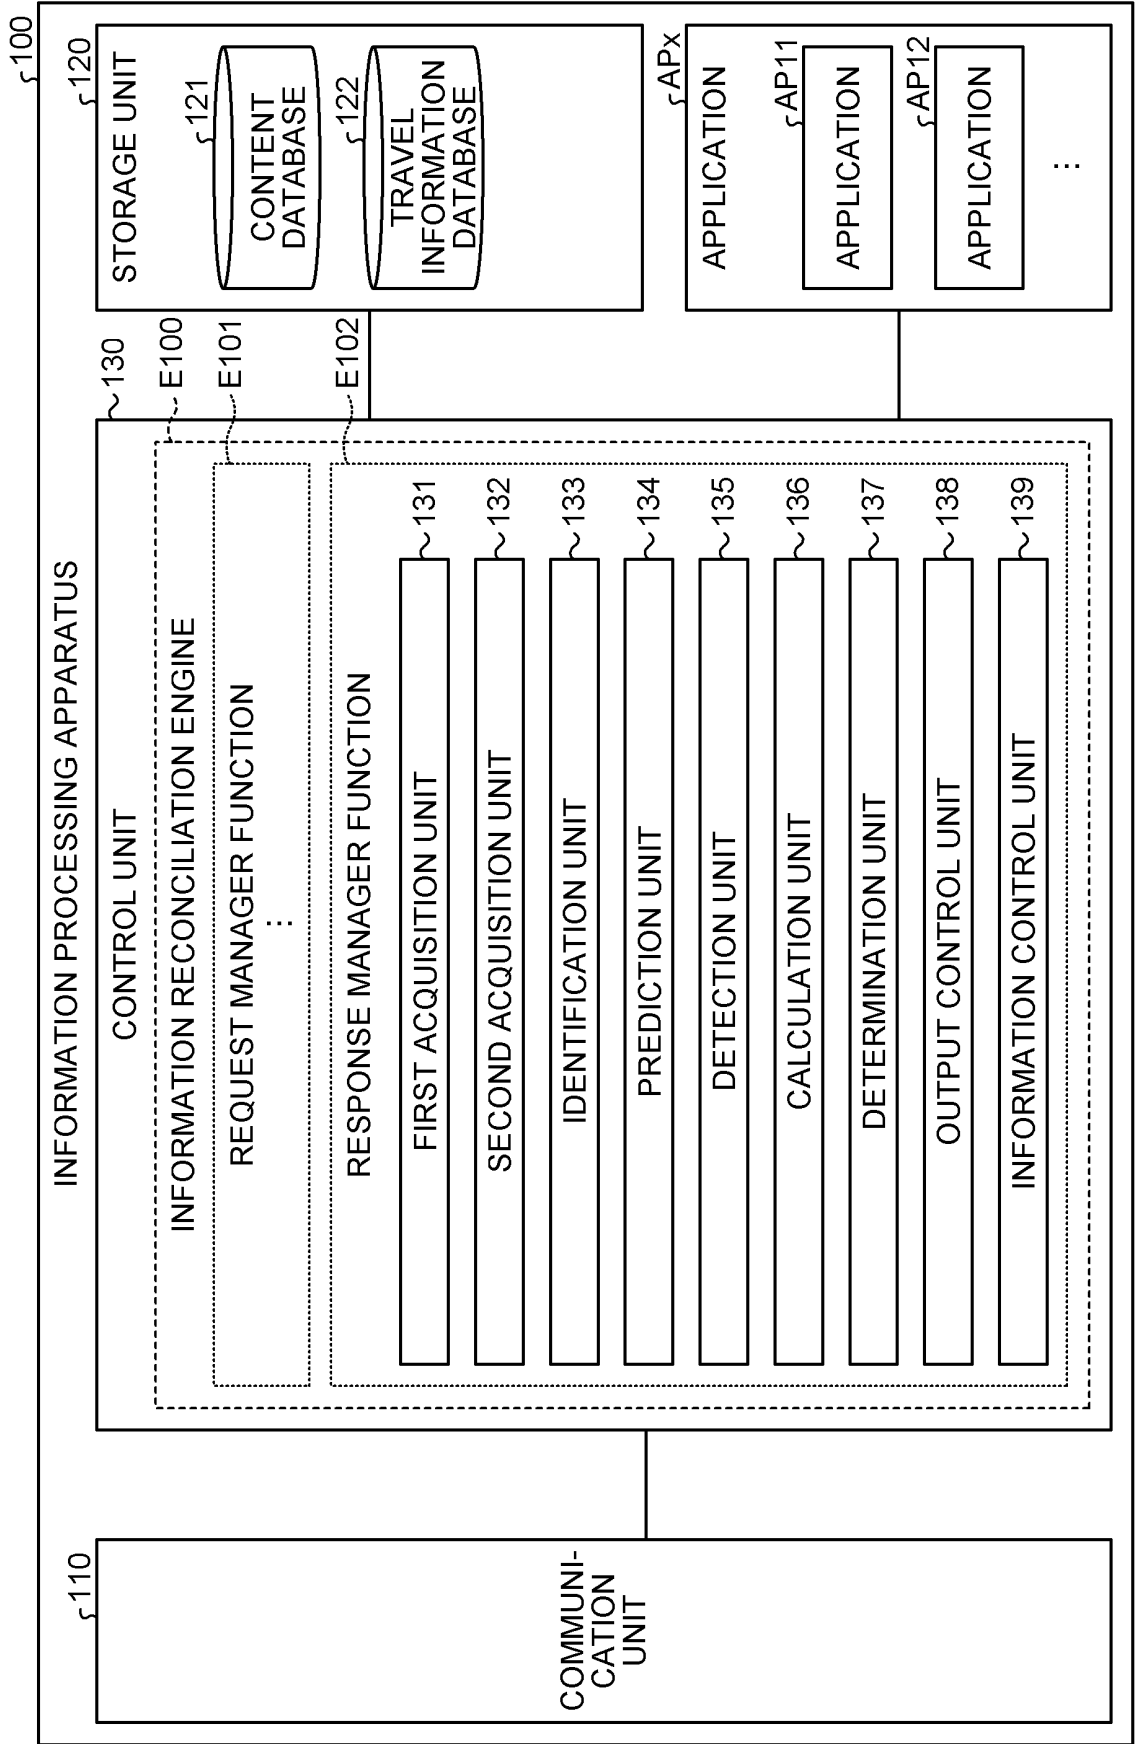 100
INFORMATION PROCESSING APPARATUS
110
COMMUNI-
CATION
UNIT
130
CONTROL UNIT
E100
INFORMATION RECONCILIATION ENGINE
E101
REQUEST MANAGER FUNCTION
...
E102
RESPONSE MANAGER FUNCTION
FIRST ACQUISITION UNIT
131
SECOND ACQUISITION UNIT
132
IDENTIFICATION UNIT
133
PREDICTION UNIT
134
DETECTION UNIT
135
CALCULATION UNIT
136
DETERMINATION UNIT
137
OUTPUT CONTROL UNIT
138
INFORMATION CONTROL UNIT
139
120
STORAGE UNIT
121
CONTENT
DATABASE
122
TRAVEL
INFORMATION
DATABASE
APx
APPLICATION
AP11
APPLICATION
AP12
APPLICATION
...